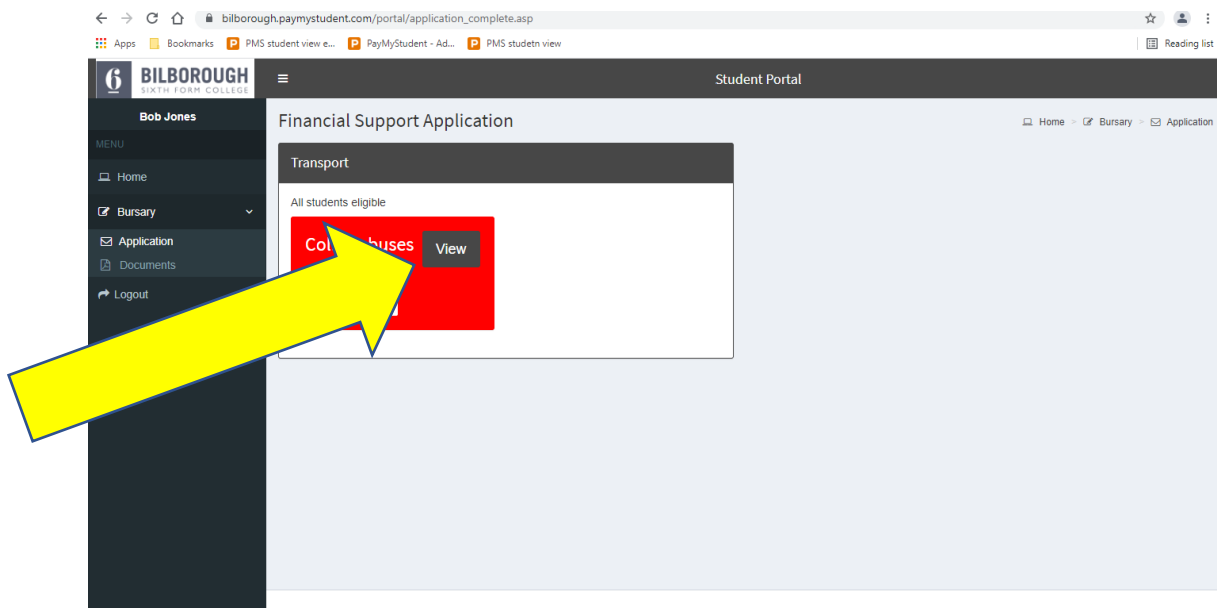 bilborough.paymystudent.com/portal/application_complete.asp
Apps Bookmarks PMS student view e... PayMyStudent - Ad... PMS studetn view Reading list
6 BILBOROUGH
SIXTH FORM COLLEGE
Student Portal
Bob Jones
MENU
Home
Bursary
Application
Documents
Logout
Financial Support Application
Home > Bursary > Application
Transport
All students eligible
buses
View